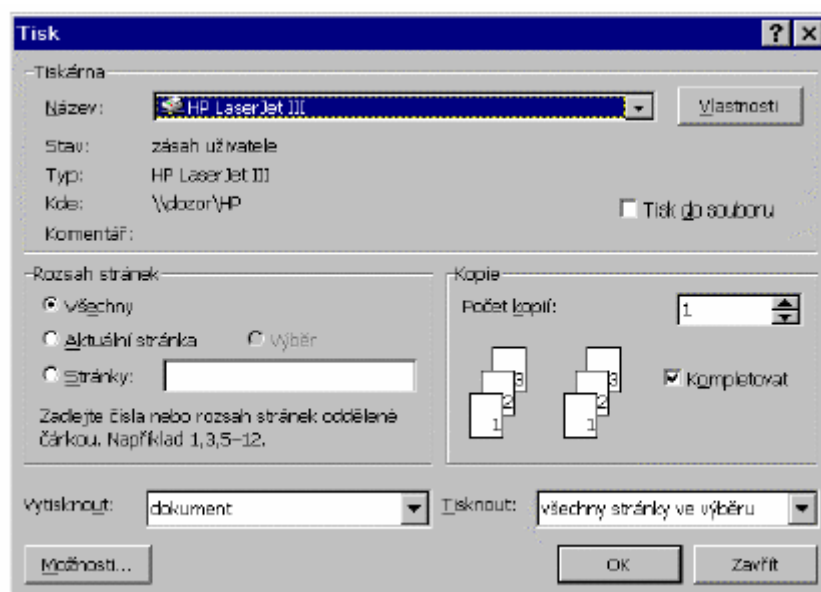 Tisk
Tiskárna
Název: HP LaserJet III Vlastnosti
Stav: zásah uživatele
Typ: HP LaserJet III
Kde: \\dozor\HP Tisk do souboru
Komentář:
Rozsah stránek
Všechny
Aktuální stránka Výběr
Stránky:
Zadejte čísla nebo rozsah stránek oddělené
čárkou. Například 1,3,5–12.
Kopie
Počet kopií: 1
3 3
2 2
1 1
Kompletovat
Vytisknout: dokument Tisknout: všechny stránky ve výběru
Možnosti... OK Zavřít